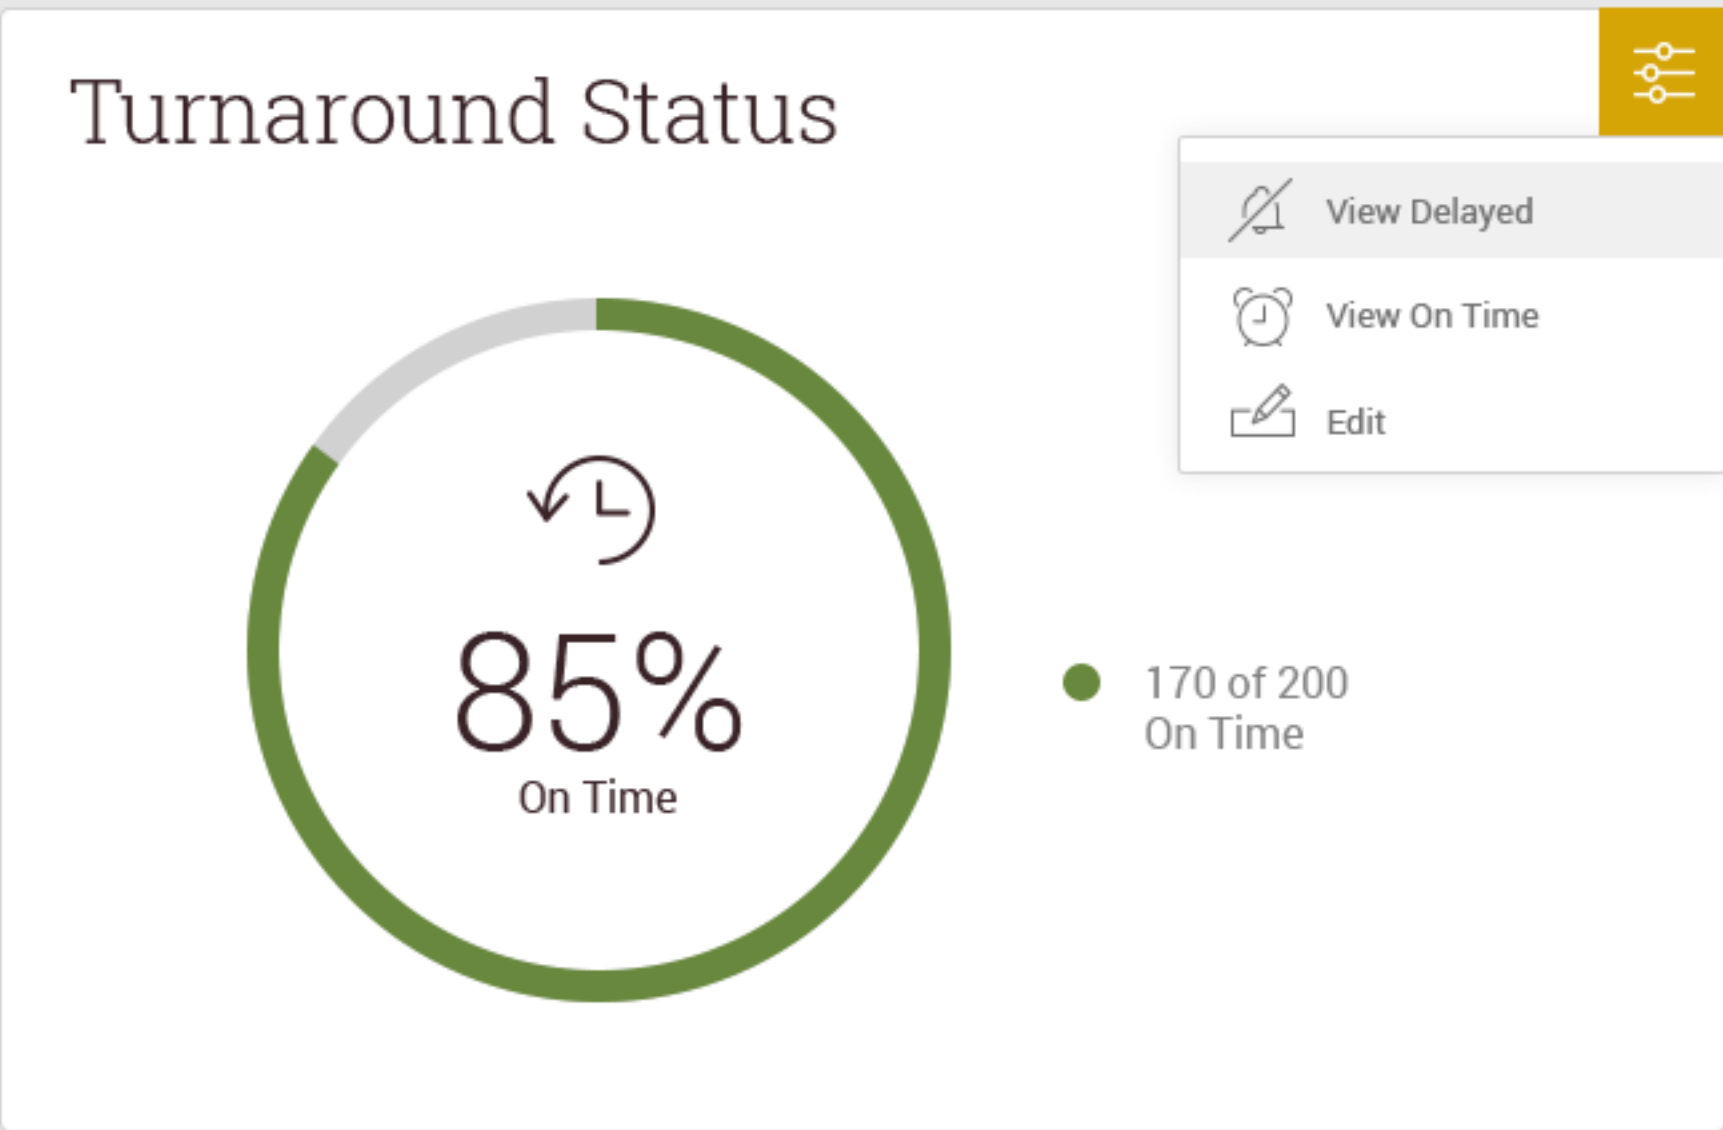 Turnaround Status
View Delayed
View On Time
Edit
85%
On Time
170 of 200
On Time